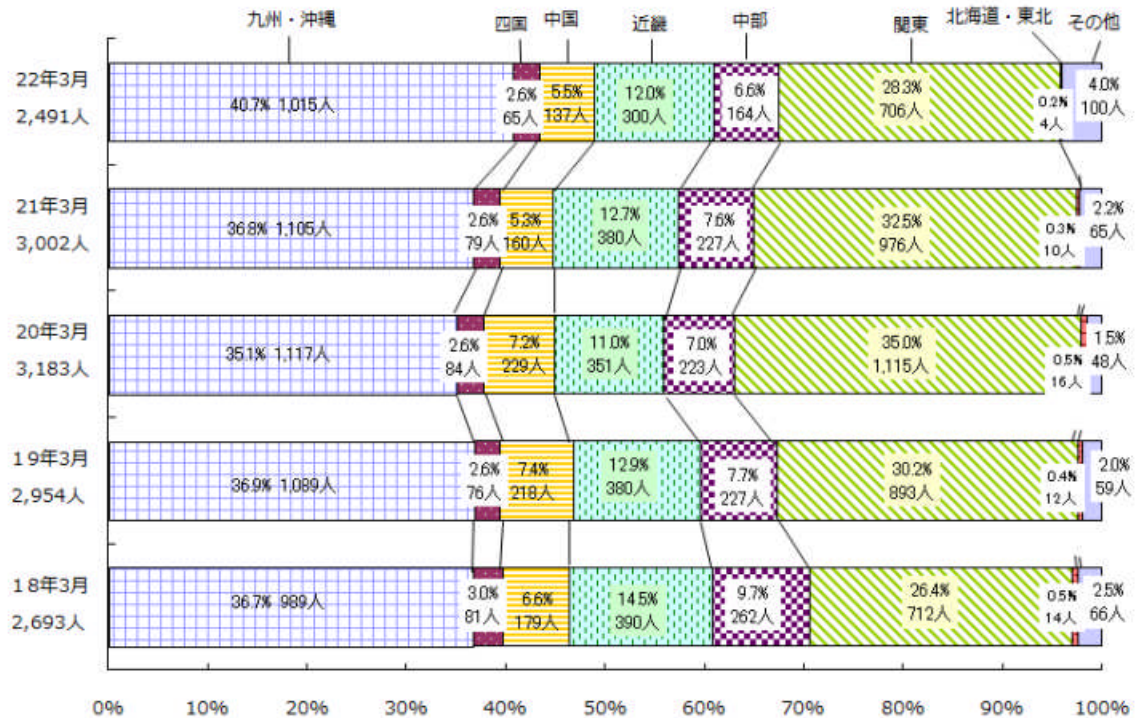 九州・沖縄 四国 中国 近畿 中部 関東 北海道・東北 その他
22年3月
2,491人
40.7% 1,015人
2.6%
65人
5.5%
137人
12.0%
300人
6.6%
164人
28.3%
706人
0.2%
4人
4.0%
100人
21年3月
3,002人
36.8% 1,105人
2.6%
79人
5.3%
160人
12.7%
380人
7.6%
227人
32.5%
976人
0.3%
10人
2.2%
65人
20年3月
3,183人
35.1% 1,117人
2.6%
84人
7.2%
229人
11.0%
351人
7.0%
223人
35.0%
1,115人
0.5%
16人
1.5%
48人
19年3月
2,954人
36.9% 1,089人
2.6%
76人
7.4%
218人
12.9%
380人
7.7%
227人
30.2%
893人
0.4%
12人
2.0%
59人
18年3月
2,693人
36.7% 989人
3.0%
81人
6.6%
179人
14.5%
390人
9.7%
262人
26.4%
712人
0.5%
14人
2.5%
66人
0% 10% 20% 30% 40% 50% 60% 70% 80% 90% 100%